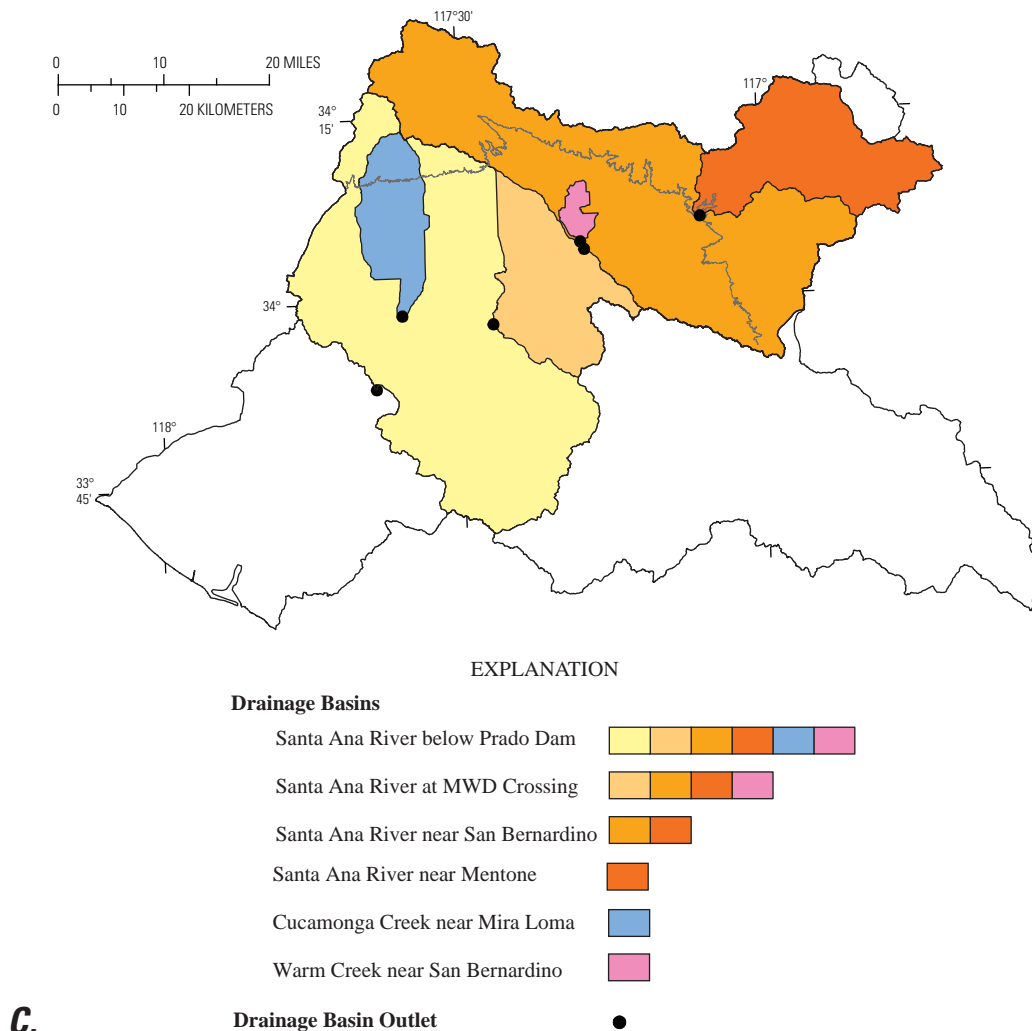 117°30'
0 10 20 MILES
0 10 20 KILOMETERS
117°
34°
15'
34°
118°
33°
45'
EXPLANATION
Drainage Basins
Santa Ana River below Prado Dam
Santa Ana River at MWD Crossing
Santa Ana River near San Bernardino
Santa Ana River near Mentone
Cucamonga Creek near Mira Loma
Warm Creek near San Bernardino
C. Drainage Basin Outlet